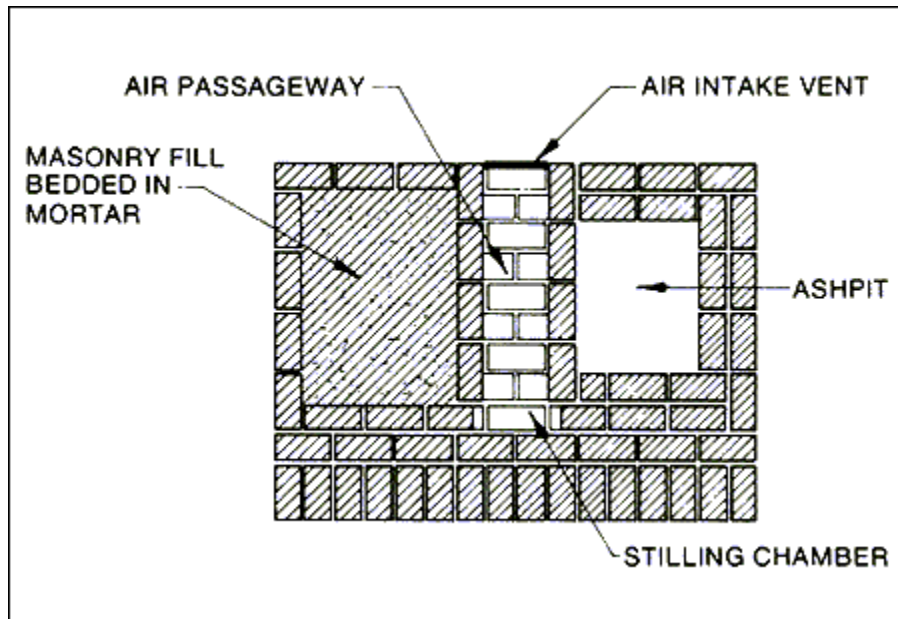 AIR PASSAGEWAY
AIR INTAKE VENT
MASONRY FILL
BEDDED IN
MORTAR
ASHPIT
STILLING CHAMBER